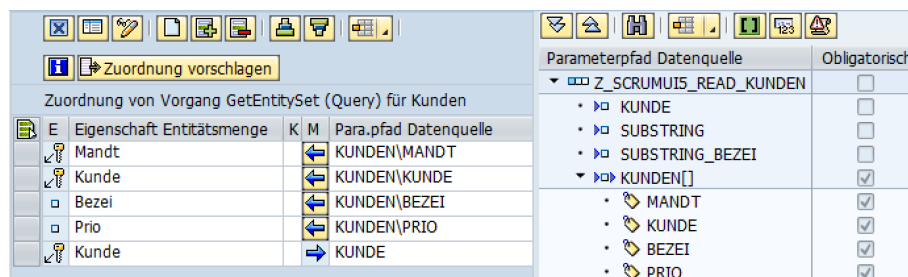 Zuordnung vorschlagen
Zuordnung von Vorgang GetEntitySet (Query) für Kunden
E Eigenschaft Entitätsmenge K M Para.pfad Datenquelle
Mandt KUNDEN\MANDT
Kunde KUNDEN\KUNDE
Bezei KUNDEN\BEZEI
Prio KUNDEN\PRIO
Kunde KUNDE
123
Parameterpfad Datenquelle Obligatorisch
Z_SCRUMUI5_READ_KUNDEN
KUNDE
SUBSTRING
SUBSTRING_BEZEI
KUNDEN[]
MANDT
KUNDE
BEZEI
PRIO